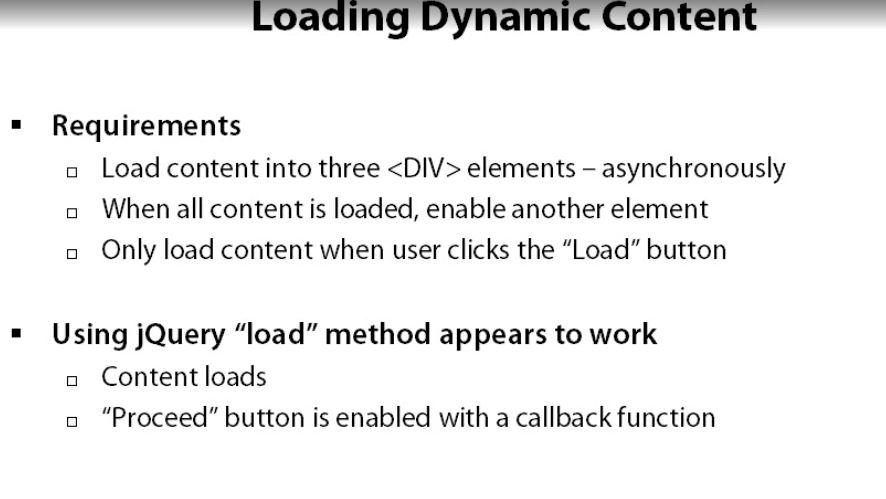 Loading Dynamic Content
▪ Requirements
▫ Load content into three <DIV> elements – asynchronously
▫ When all content is loaded, enable another element
▫ Only load content when user clicks the “Load” button
▪ Using jQuery “load” method appears to work
▫ Content loads
▫ “Proceed” button is enabled with a callback function